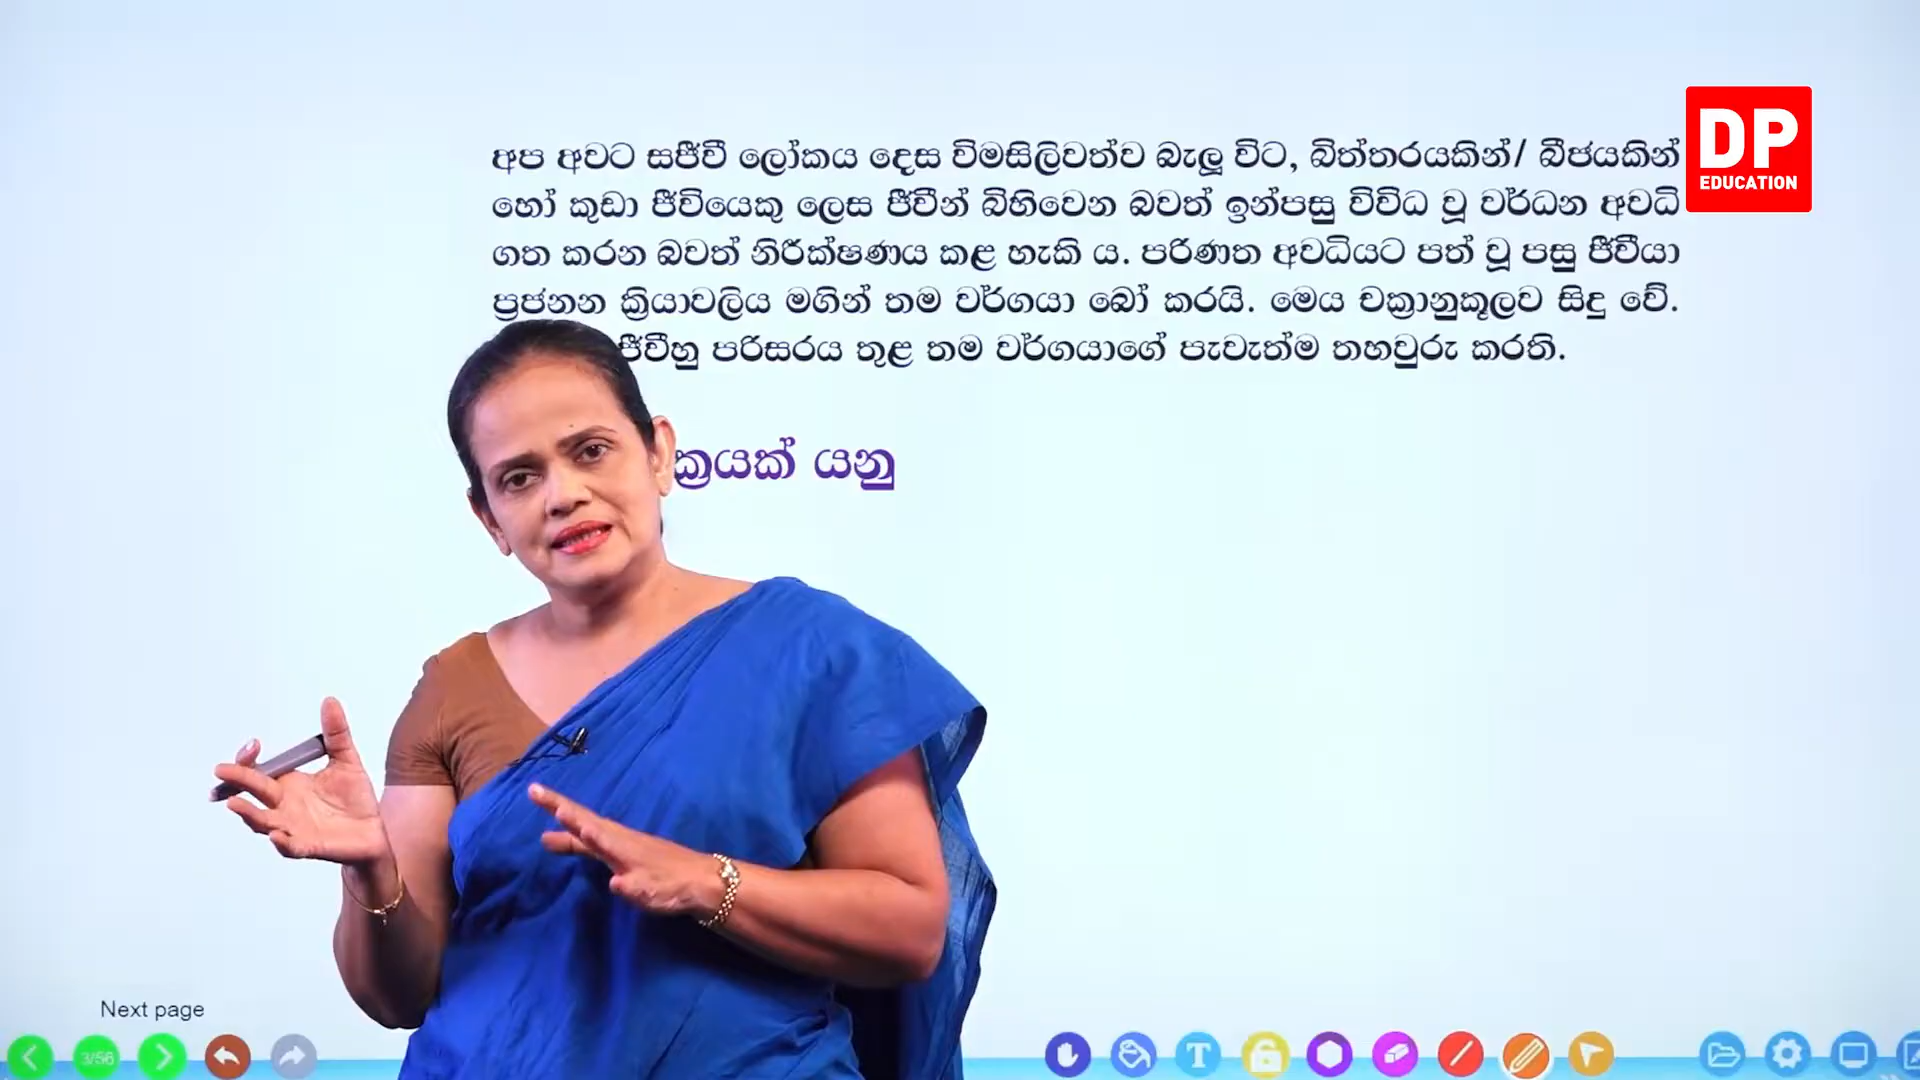 අප අවට සජීවී ලෝකය දෙස විමසිලිවත්ව බැලූ විට, බිත්තරයකින්/ බීජයකින්
හෝ කුඩා ජීවියෙකු ලෙස ජීවීන් බිහිවෙන බවත් ඉන්පසු විවිධ වූ වර්ධන අවධි
ගත කරන බවත් නිරීක්ෂණය කළ හැකි ය. පරිණත අවධියට පත් වූ පසු ජීවීයා
ප්‍රජනන ක්‍රියාවලිය මගින් තම වර්ගයා බෝ කරයි. මෙය චක්‍රානුකූලව සිදු වේ.
ජීවීහු පරිසරය තුළ තම වර්ගයාගේ පැවැත්ම තහවුරු කරති.
ක්‍රයක් යනු
DP
EDUCATION
Next page
3/56